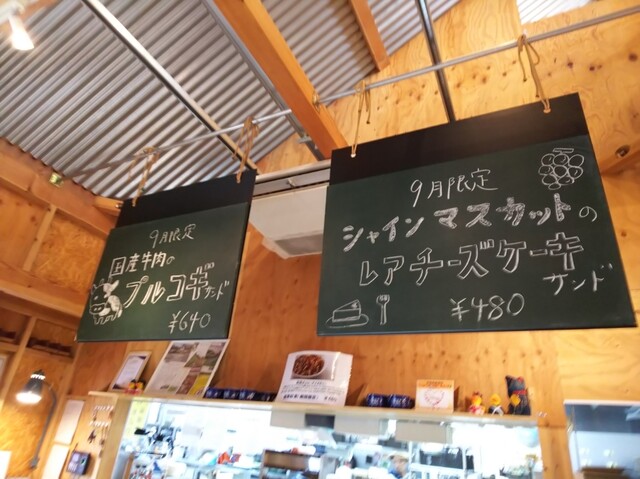 9月限定
国産牛肉の
プルコギサンド
¥640
9月限定
シャインマスカットの
レアチーズケーキ
サンド
¥480